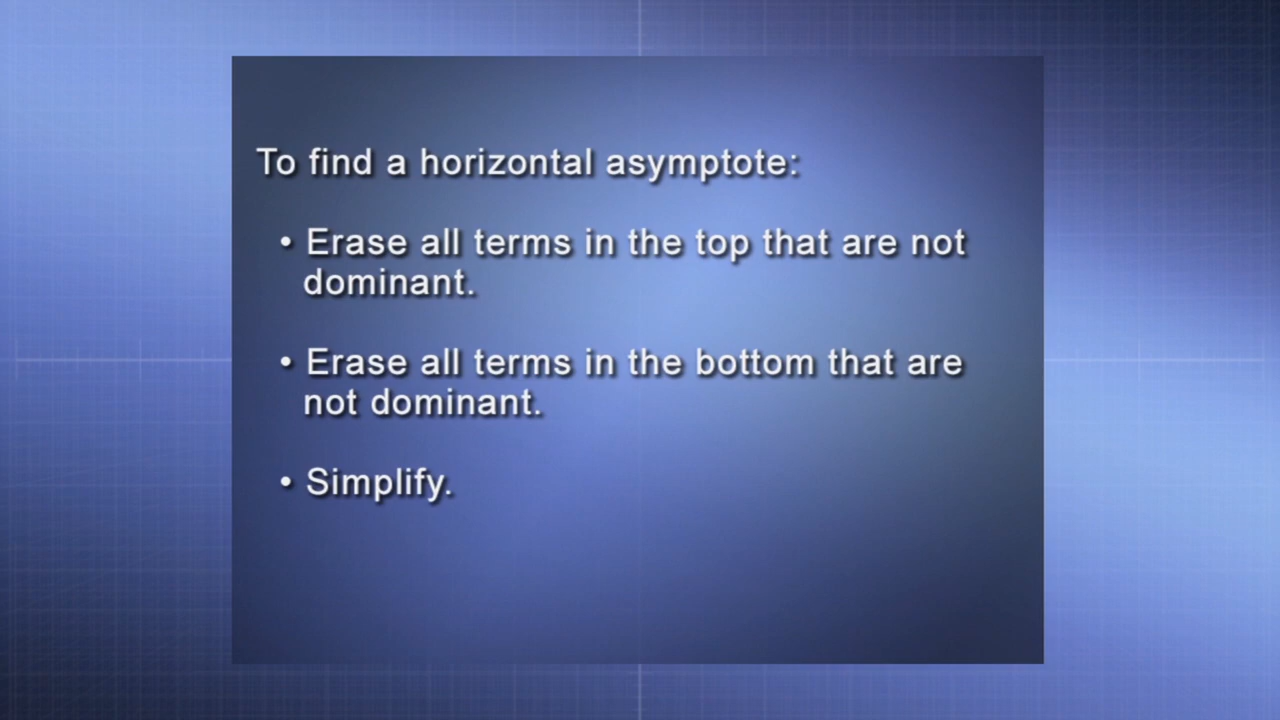 To find a horizontal asymptote:
• Erase all terms in the top that are not
dominant.
• Erase all terms in the bottom that are
not dominant.
• Simplify.